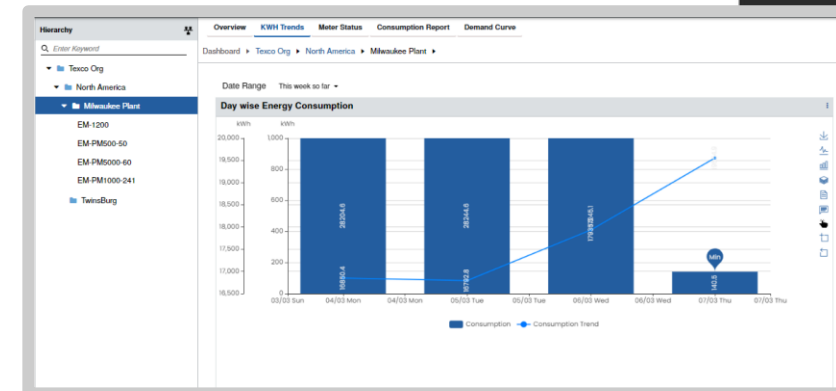 Hierarchy
Enter Keyword
Texco Org
North America
Milwaukee Plant
EM-1200
EM-PM500-50
EM-PM5000-60
EM-PM1000-241
TwinsBurg
Overview KWH Trends Meter Status Consumption Report Demand Curve
Dashboard Texco Org North America Milwaukee Plant
Date Range This week so far
Day wise Energy Consumption
kWh kWh
20,000 1,000
19,500
800
19,000
600
18,500
400
18,000
17,500
200
17,000
16,500
0
28204.6
16850.4
28244.6
16792.8
Min
140.5
03/03 Sun 04/03 Mon 04/03 Mon 05/03 Tue 05/03 Tue 06/03 Wed 06/03 Wed 07/03 Thu 07/03 Thu
Consumption Consumption Trend